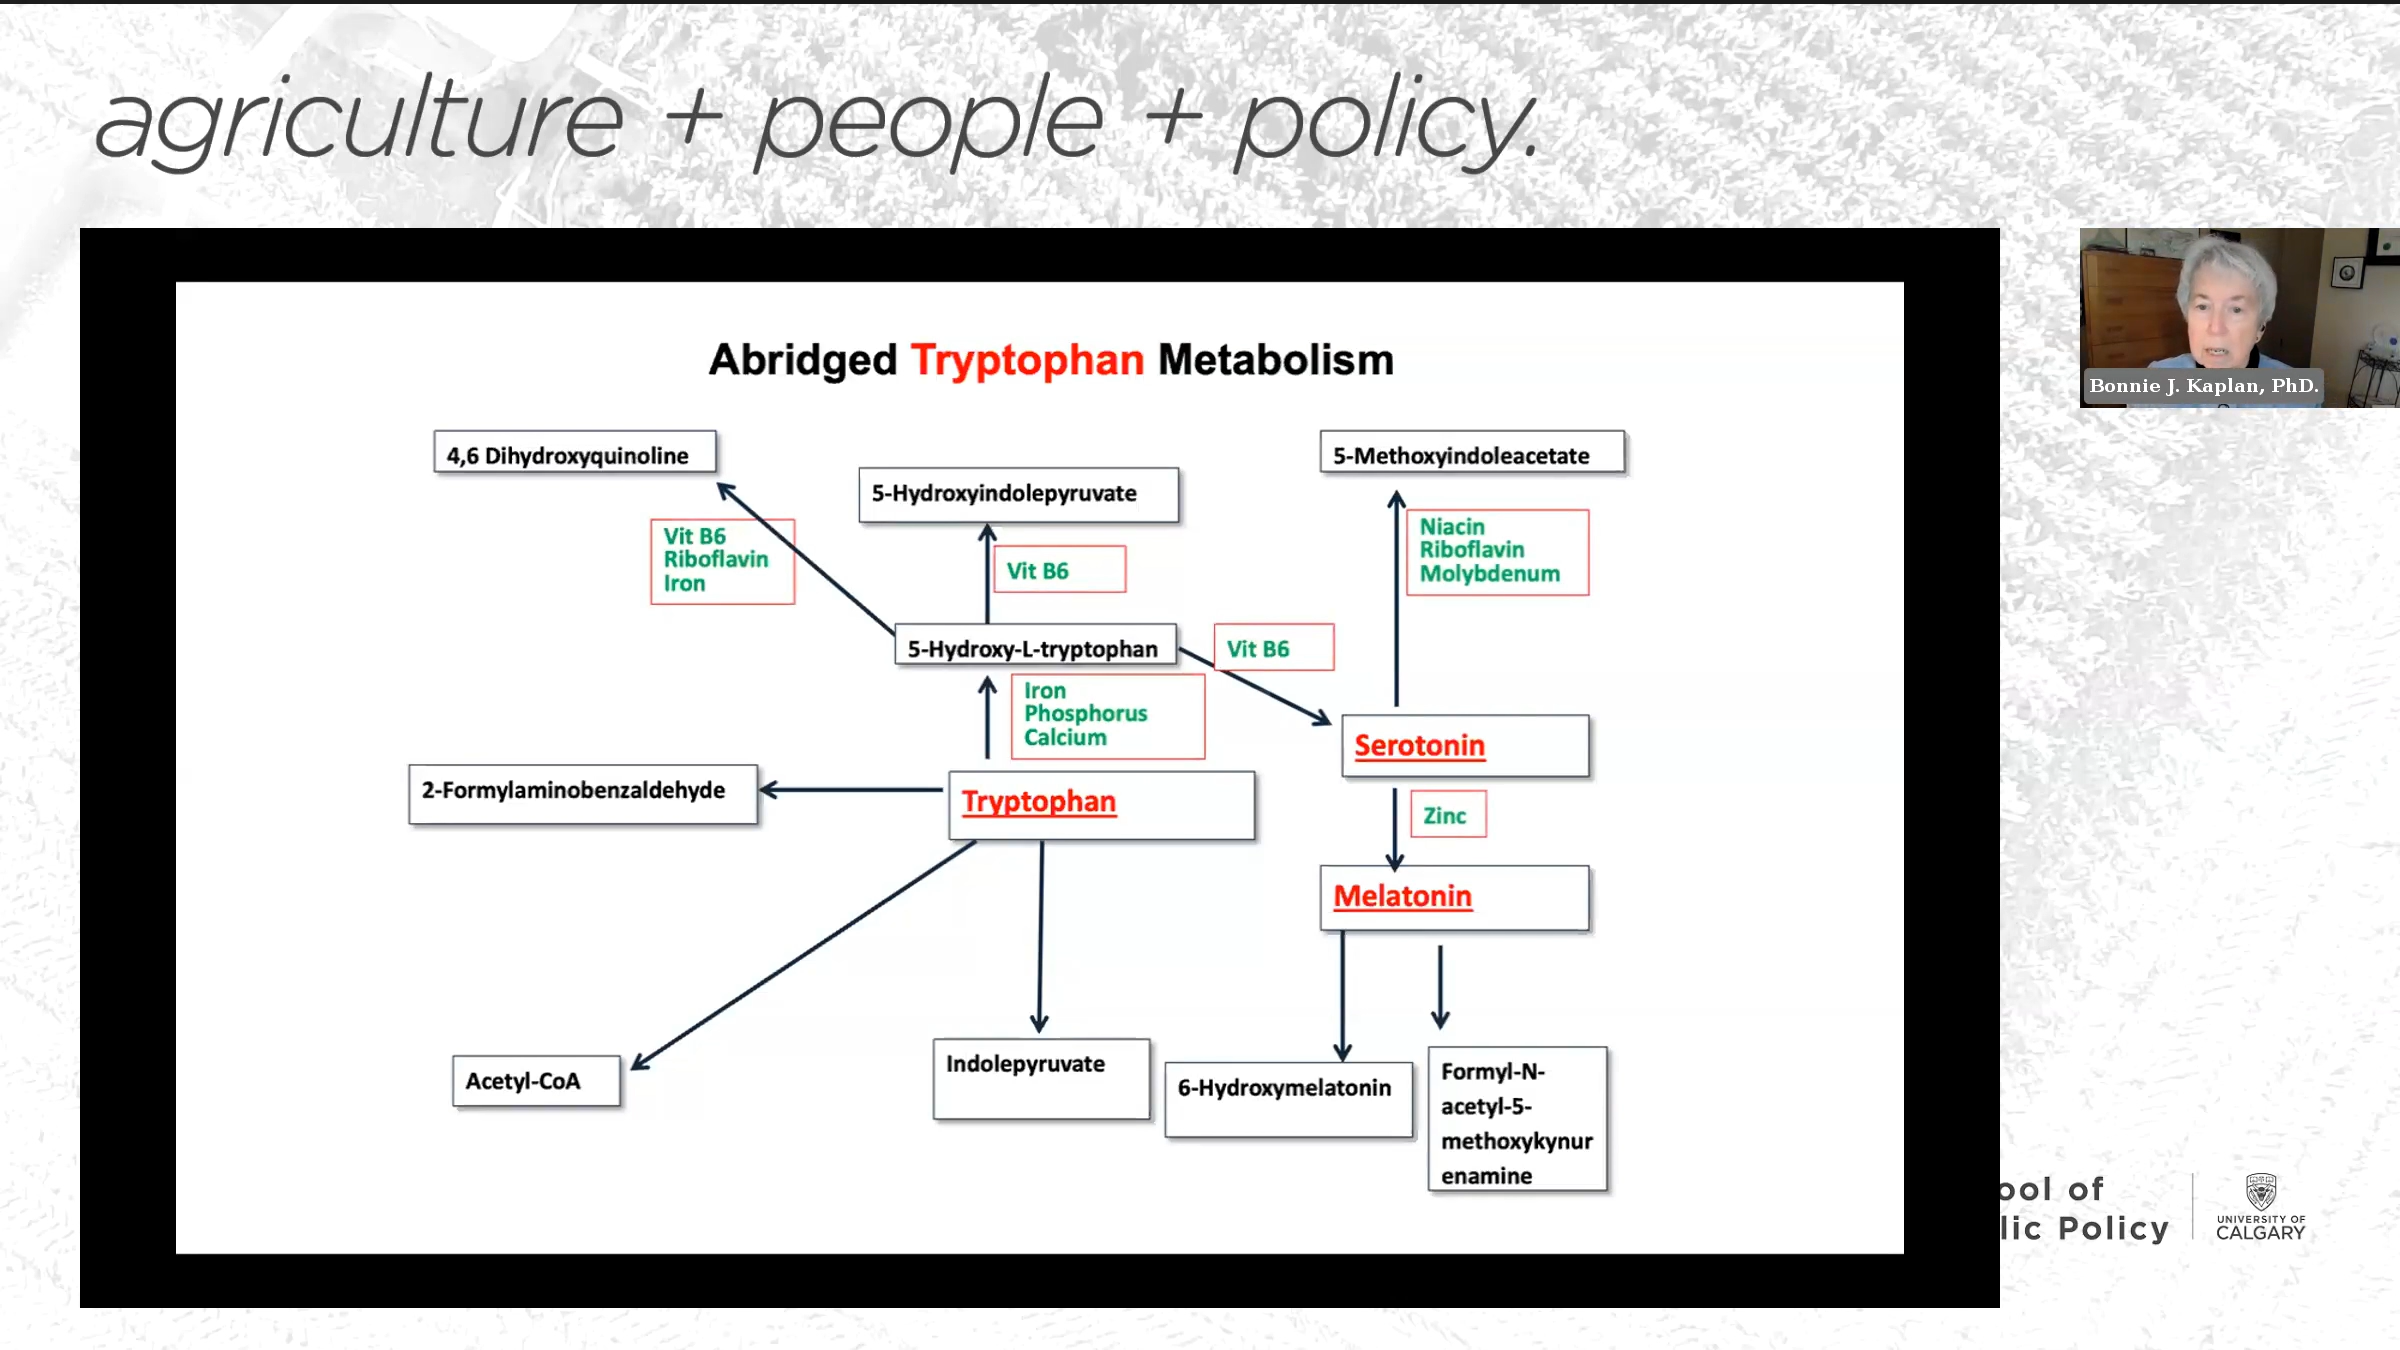 agriculture + people + policy.
Bonnie J. Kaplan, PhD.
Abridged Tryptophan Metabolism
4,6 Dihydroxyquinoline
5-Hydroxyindolepyruvate
5-Methoxyindoleacetate
Vit B6
Riboflavin
Iron
Vit B6
Niacin
Riboflavin
Molybdenum
5-Hydroxy-L-tryptophan
Vit B6
Iron
Phosphorus
Calcium
Serotonin
2-Formylaminobenzaldehyde
Tryptophan
Zinc
Melatonin
Acetyl-CoA
Indolepyruvate
6-Hydroxymelatonin
Formyl-N-
acetyl-5-
methoxykynur
enamine
ool of
lic Policy
UNIVERSITY OF
CALGARY